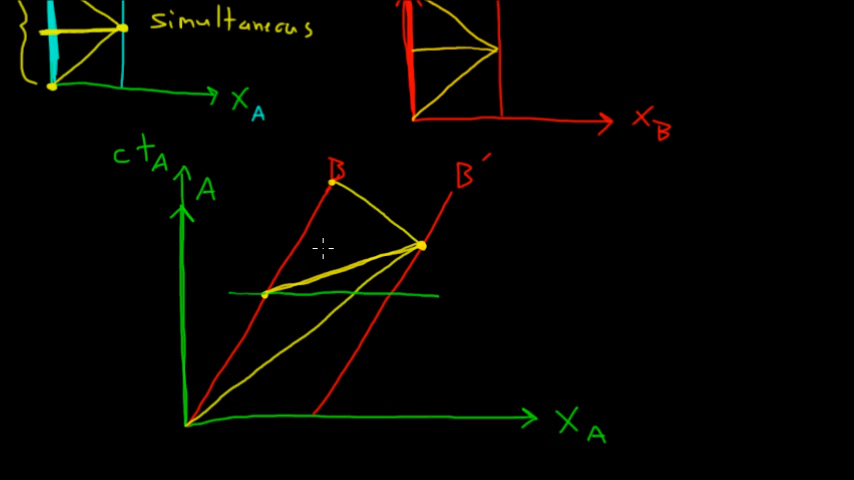 simultaneous
X_A
X_B
ct_A
A
B
B'
X_A